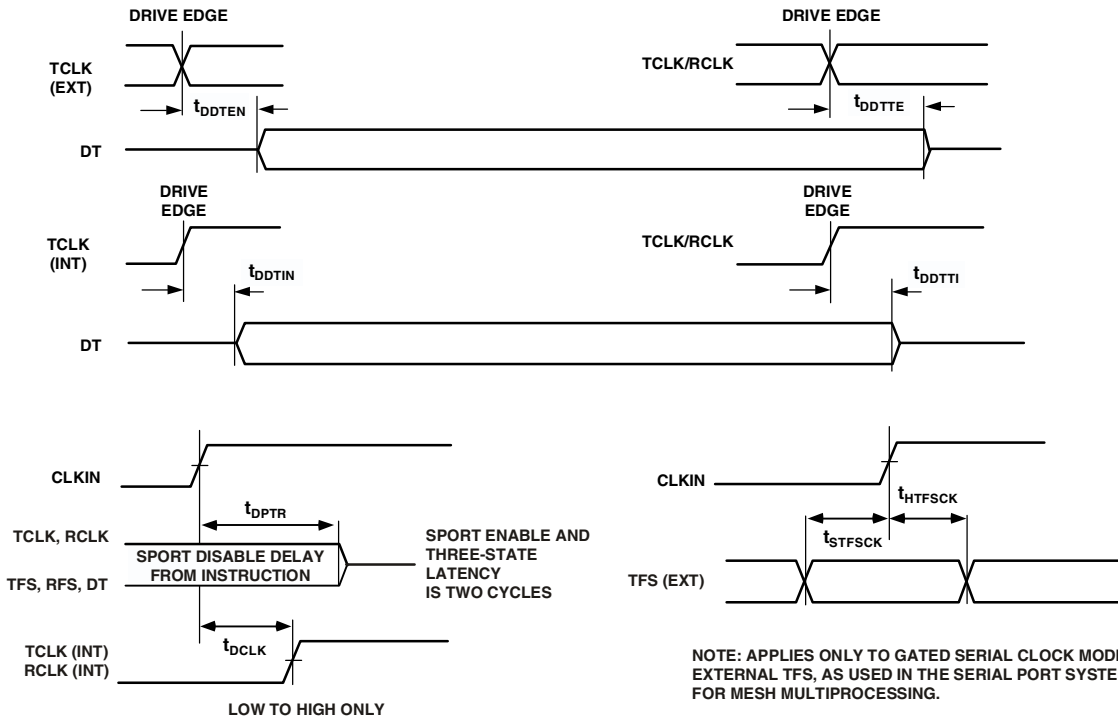 DRIVE EDGE
DRIVE EDGE
TCLK
(EXT)
TCLK/RCLK
tDDTEN
tDDTTE
DT
DRIVE
EDGE
DRIVE
EDGE
TCLK
(INT)
TCLK/RCLK
tDDTIN
tDDTTI
DT
CLKIN
tDPTR
TCLK, RCLK
SPORT DISABLE DELAY
FROM INSTRUCTION
TFS, RFS, DT
SPORT ENABLE AND
THREE-STATE
LATENCY
IS TWO CYCLES
tDCLK
TCLK (INT)
RCLK (INT)
LOW TO HIGH ONLY
CLKIN
tHTFSCK
tSTFSCK
TFS (EXT)
NOTE: APPLIES ONLY TO GATED SERIAL CLOCK MOD
EXTERNAL TFS, AS USED IN THE SERIAL PORT SYSTE
FOR MESH MULTIPROCESSING.